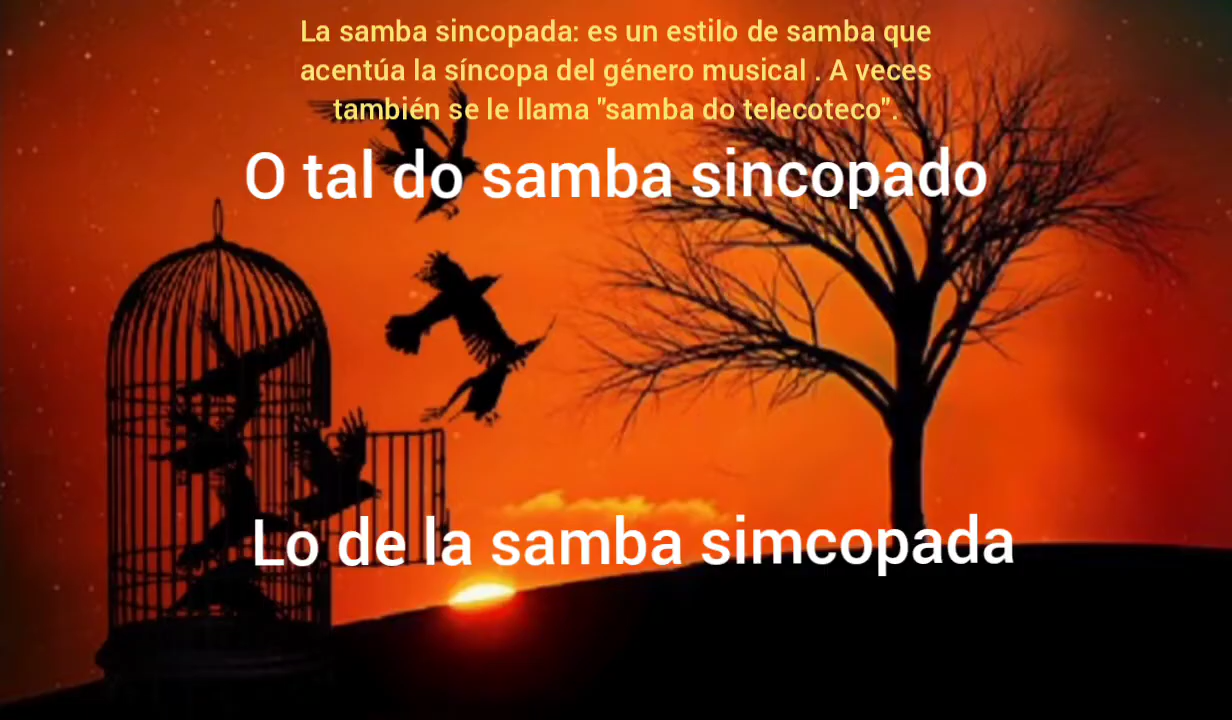 La samba sincopada: es un estilo de samba que
acentúa la síncopa del género musical . A veces
también se le llama "samba do telecoteco".
O tal do samba sincopado
Lo de la samba simcopada